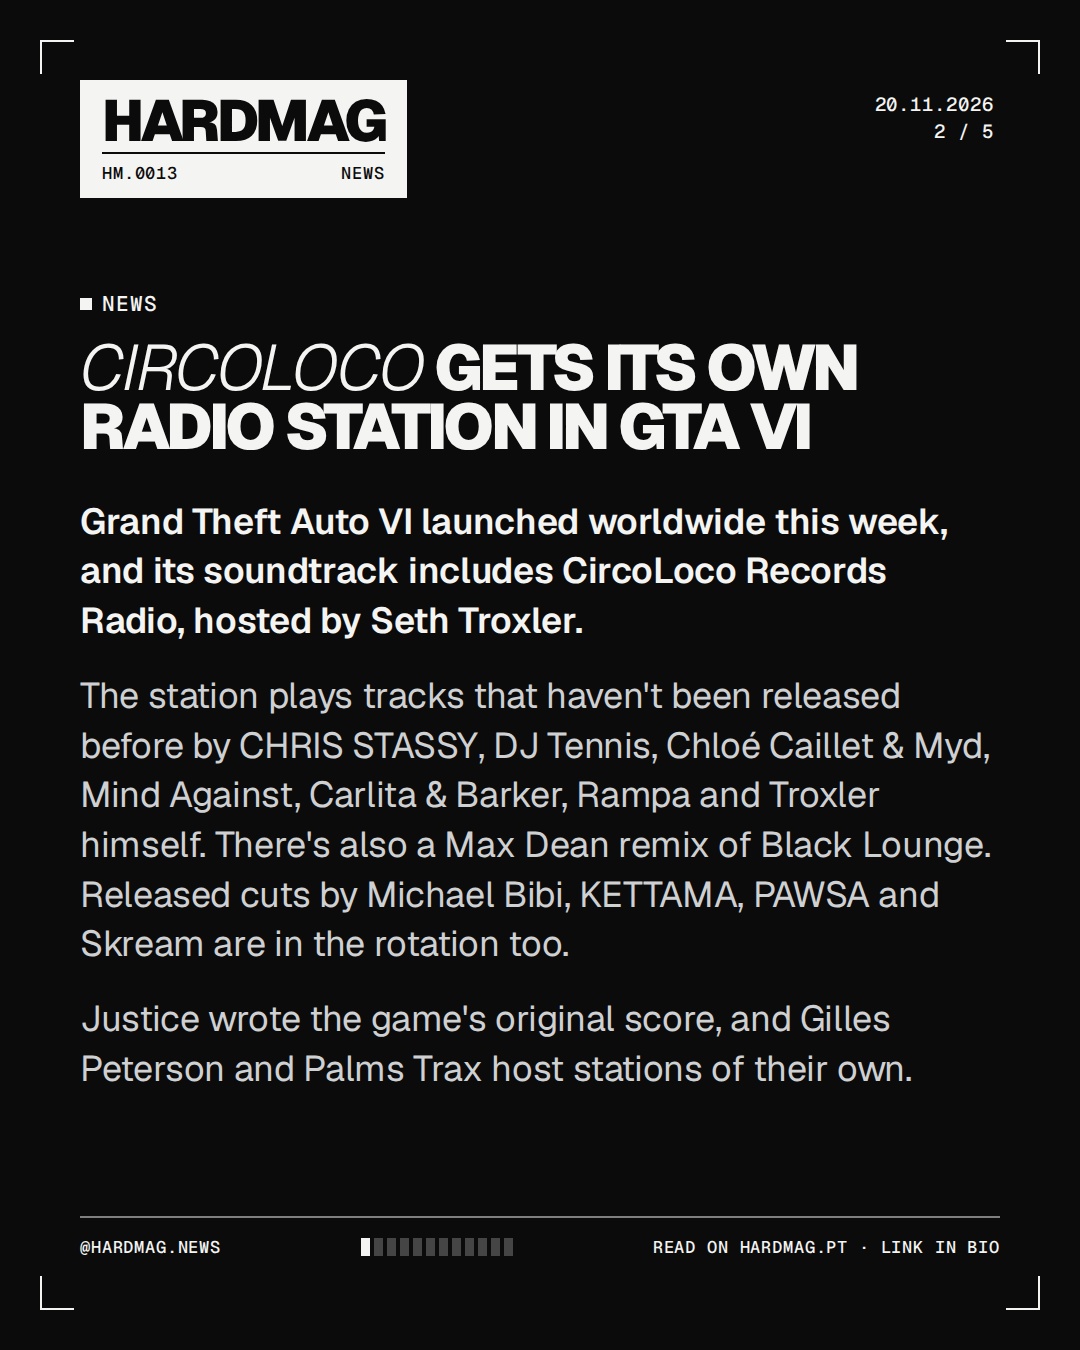 HARDMAG
HM.0013 NEWS
20.11.2026
2 / 5
NEWS
CIRCOLOCO GETS ITS OWN
RADIO STATION IN GTA VI
Grand Theft Auto VI launched worldwide this week,
and its soundtrack includes CircoLoco Records
Radio, hosted by Seth Troxler.
The station plays tracks that haven't been released
before by CHRIS STASSY, DJ Tennis, Chloé Caillet & Myd,
Mind Against, Carlita & Barker, Rampa and Troxler
himself. There's also a Max Dean remix of Black Lounge.
Released cuts by Michael Bibi, KETTAMA, PAWSA and
Skream are in the rotation too.
Justice wrote the game's original score, and Gilles
Peterson and Palms Trax host stations of their own.
@HARDMAG.NEWS
READ ON HARDMAG.PT · LINK IN BIO